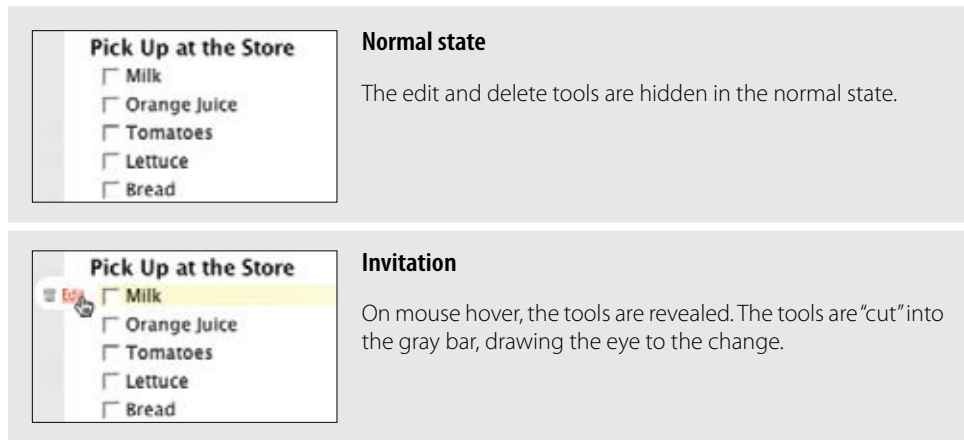 Pick Up at the Store
Milk
Orange Juice
Tomatoes
Lettuce
Bread
Normal state
The edit and delete tools are hidden in the normal state.
Pick Up at the Store
Edit
Milk
Orange Juice
Tomatoes
Lettuce
Bread
Invitation
On mouse hover, the tools are revealed. The tools are “cut” into
the gray bar, drawing the eye to the change.